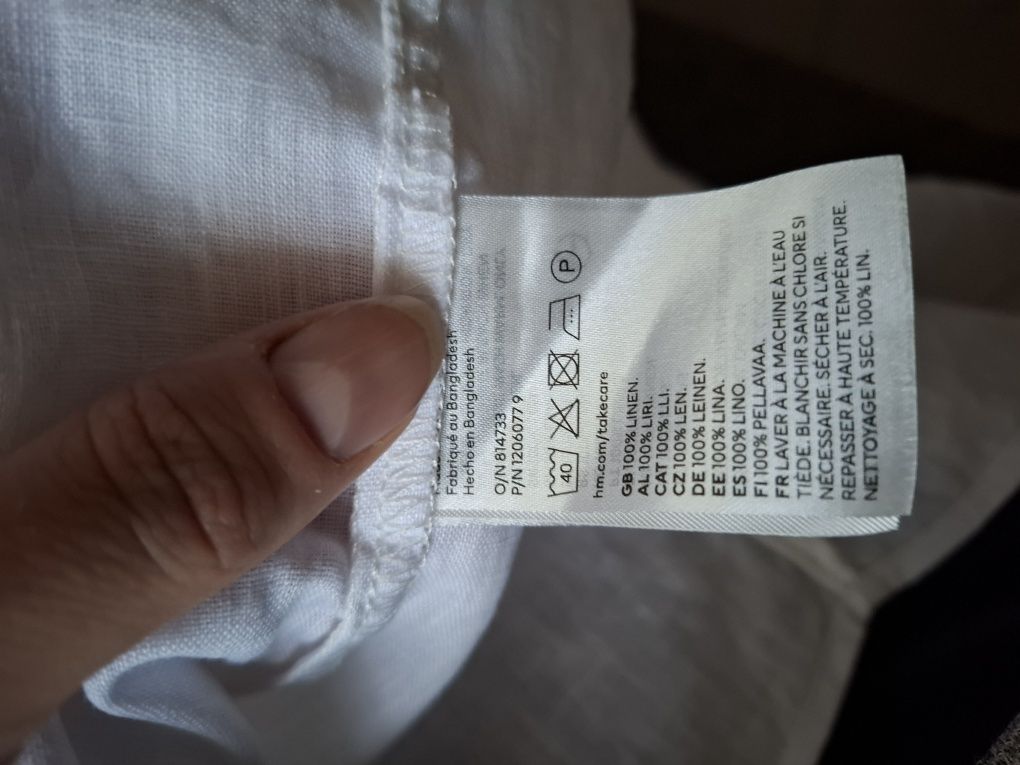 Fabriqué au Bangladesh
Hecho en Bangladesh
O/N 814733
P/N 1206077 9
40
P
hm.com/takecare
GB 100% LINEN.
AL 100% LIRI.
CAT 100% LLI.
CZ 100% LEN.
DE 100% LEINEN.
EE 100% LINA.
ES 100% LINO.
FI 100% PELLAVAA.
FR LAVER À LA MACHINE À L'EAU
TIÈDE. BLANCHIR SANS CHLORE SI
NÉCESSAIRE. SÉCHER À L'AIR.
REPASSER À HAUTE TEMPÉRATURE.
NETTOYAGE À SEC. 100% LIN.